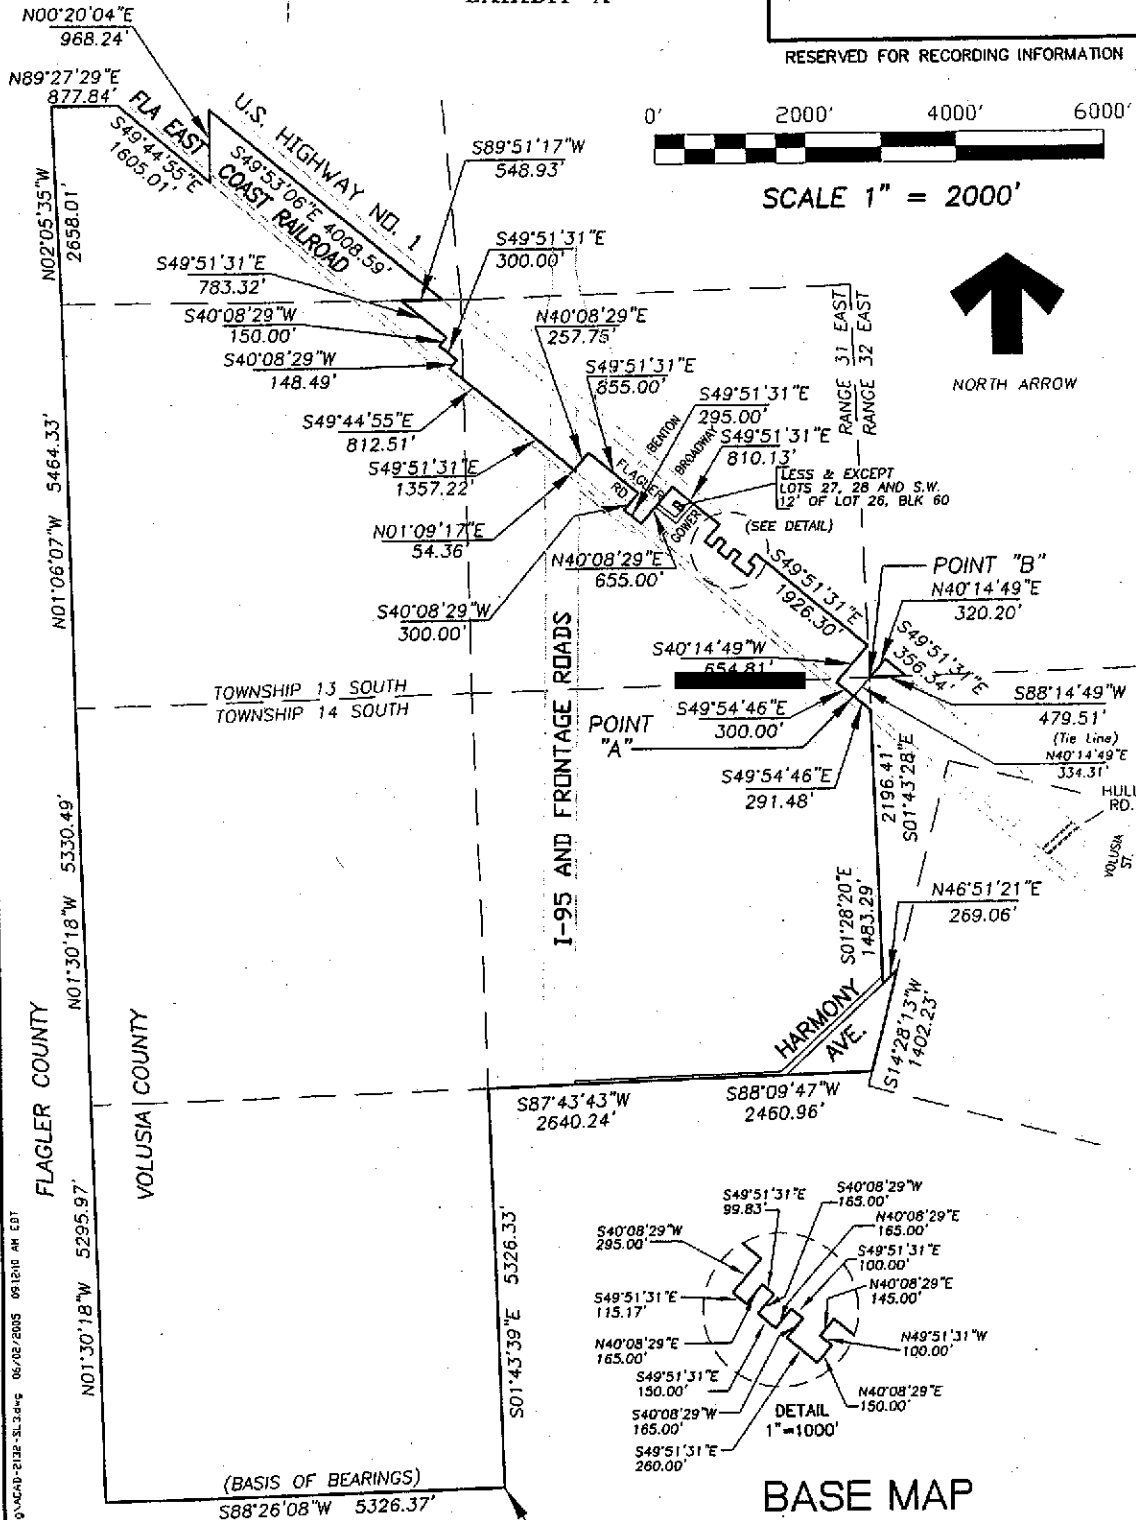 N00°20'04"E
968.24'
RESERVED FOR RECORDING INFORMATION
N89°27'29"E
877.84'
FLA EAST
COAST RAILROAD
U.S. HIGHWAY NO. 1
S49°44'55"E
1605.01'
S49°53'06"E 4008.59'
0' 2000' 4000' 6000'
SCALE 1" = 2000'
S89°51'17"W
548.93'
N02°05'35"W
2658.01'
S49°51'31"E
300.00'
S49°51'31"E
783.32'
S40°08'29"W
150.00'
N40°08'29"E
257.75'
S40°08'29"W
148.49'
S49°51'31"E
655.00'
RANGE 31 EAST
RANGE 32 EAST
NORTH ARROW
S49°51'31"E
295.00'
BENTON
BROADWAY
S49°44'55"E
812.51'
S49°51'31"E
810.13'
FLAGLER
RD
LESS & EXCEPT
LOTS 27, 28 AND S.W.
12' OF LOT 26, BLK 60
S49°51'31"E
1357.22'
GOWER
(SEE DETAIL)
N01°06'07"W 5464.33'
N01°09'17"E
54.36'
N40°08'29"E
655.00'
S49°51'31"E
1926.30'
POINT "B"
N40°14'49"E
320.20'
S40°08'29"W
300.00'
S40°14'49"W
654.81'
S49°51'31"E
356.34'
TOWNSHIP 13 SOUTH
TOWNSHIP 14 SOUTH
I-95 AND FRONTAGE ROADS
S49°54'46"E
300.00'
S88°14'49"W
479.51'
(Tie Line)
POINT
"A"
N40°14'49"E
334.31'
S49°54'46"E
291.48'
2196.41'
S01°43'28"E
HULL
RD.
VOLUSIA
ST.
N01°30'18"W 5330.49'
S01°28'20"E
1483.29'
N46°51'21"E
269.06'
HARMONY
AVE.
S14°28'13"W
1402.23'
FLAGLER COUNTY
VOLUSIA COUNTY
S87°43'43"W
2640.24'
S88°09'47"W
2460.96'
N01°30'18"W 5295.97'
S01°43'39"E 5326.33'
S49°51'31"E
99.83'
S40°08'29"W
165.00'
S40°08'29"W
295.00'
N40°08'29"E
165.00'
S49°51'31"E
100.00'
S49°51'31"E
115.17'
N40°08'29"E
145.00'
N40°08'29"E
165.00'
N49°51'31"W
100.00'
S49°51'31"E
150.00'
S40°08'29"W
165.00'
N40°08'29"E
150.00'
S49°51'31"E
260.00'
DETAIL
1"=1000'
(BASIS OF BEARINGS)
S88°26'08"W 5326.37'
BASE MAP
ACAD-2132-SL3.dwg 06/02/2005 09:12:10 AM EDT